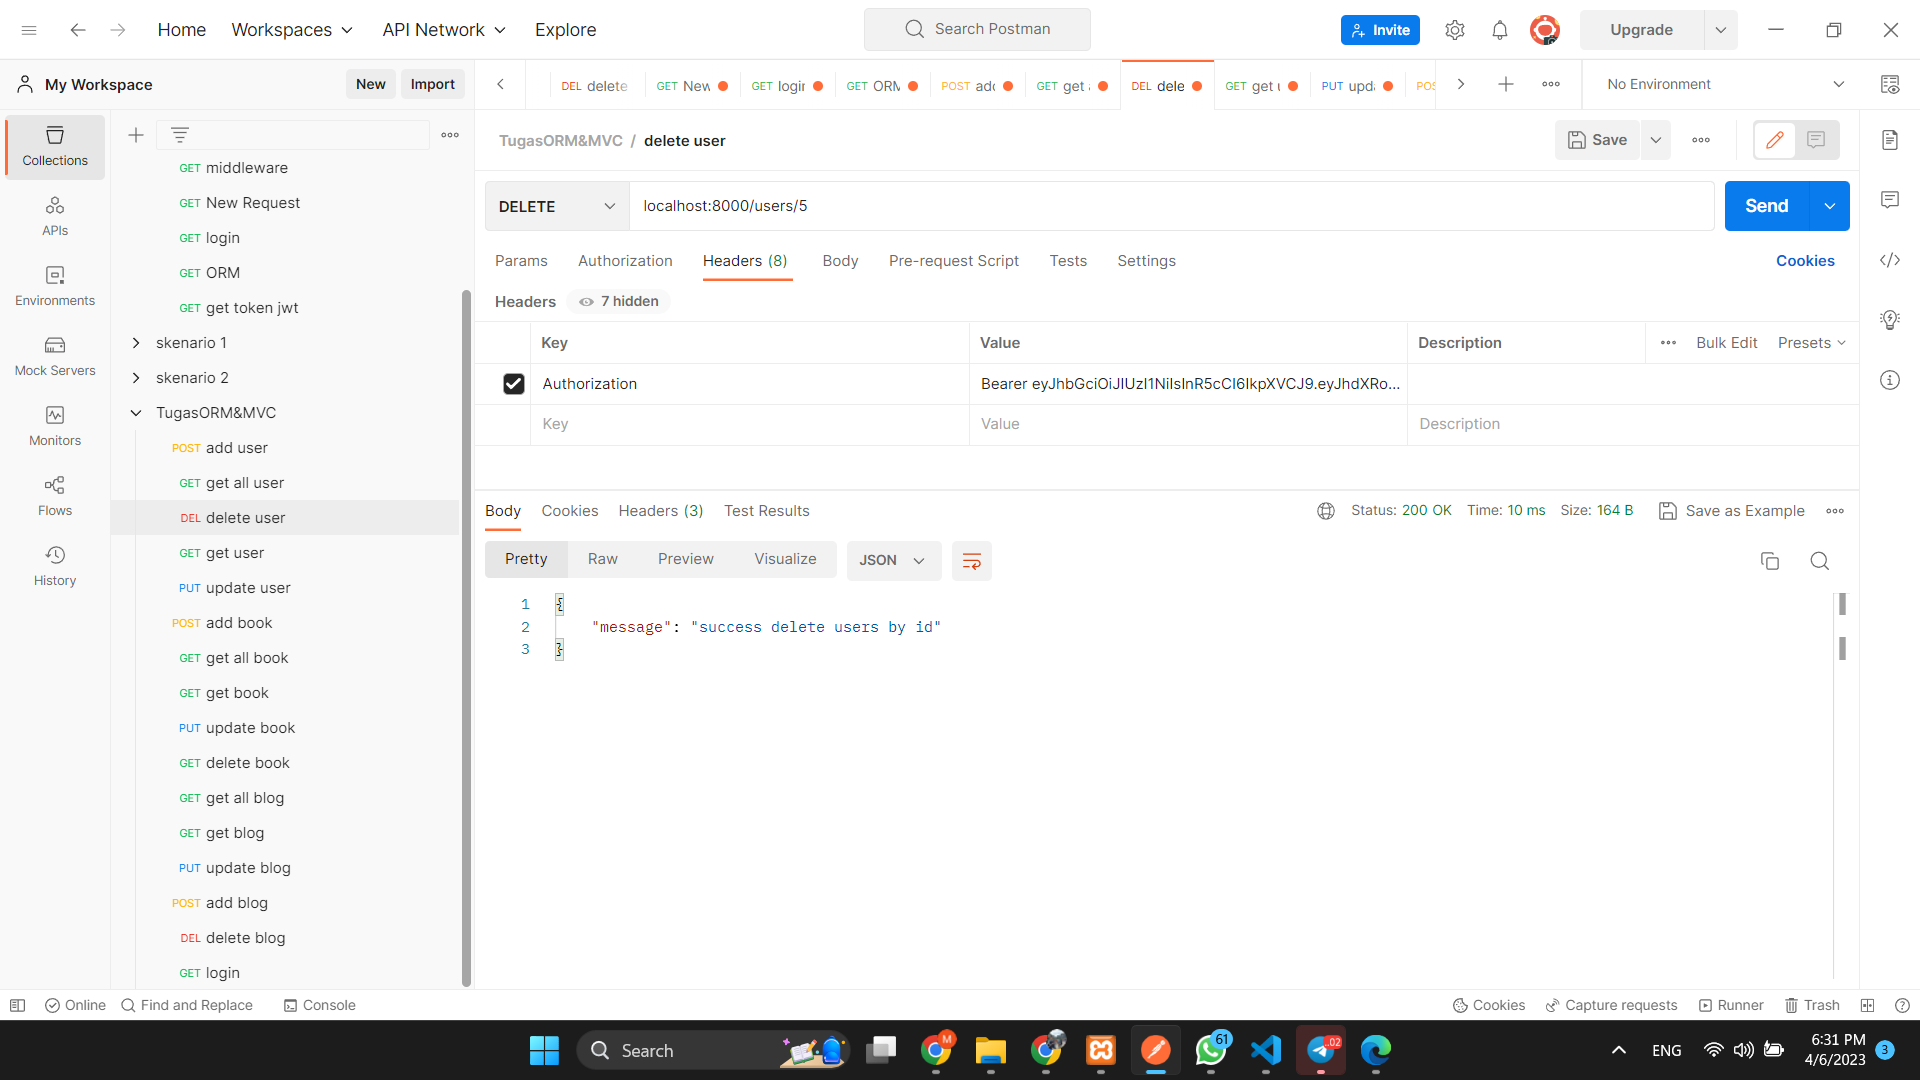 Home
Workspaces
API Network
Explore
Search Postman
Invite
Upgrade
My Workspace
New
Import
DEL delete
GET New
GET login
GET ORM
POST add
GET get
DEL dele
GET get
PUT upd
POS
No Environment
Collections
APIs
Environments
Mock Servers
Monitors
Flows
History
GET middleware
GET New Request
GET login
GET ORM
GET get token jwt
skenario 1
skenario 2
TugasORM&MVC
POST add user
GET get all user
DEL delete user
GET get user
PUT update user
POST add book
GET get all book
GET get book
PUT update book
GET delete book
GET get all blog
GET get blog
PUT update blog
POST add blog
DEL delete blog
GET login
TugasORM&MVC / delete user
Save
DELETE
localhost:8000/users/5
Send
Params
Authorization
Headers (8)
Body
Pre-request Script
Tests
Settings
Cookies
Headers
7 hidden
Key
Value
Description
Bulk Edit
Presets
Authorization
Bearer eyJhbGciOiJIUzI1NiIsInR5cCI6IkpXVCJ9.eyJhdXRo...
Key
Value
Description
Body
Cookies
Headers (3)
Test Results
Status: 200 OK
Time: 10 ms
Size: 164 B
Save as Example
Pretty
Raw
Preview
Visualize
JSON
1 {
2 "message": "success delete users by id"
3 }
Online
Find and Replace
Console
Cookies
Capture requests
Runner
Trash
Search
M
61
.02
ENG
6:31 PM
4/6/2023
3